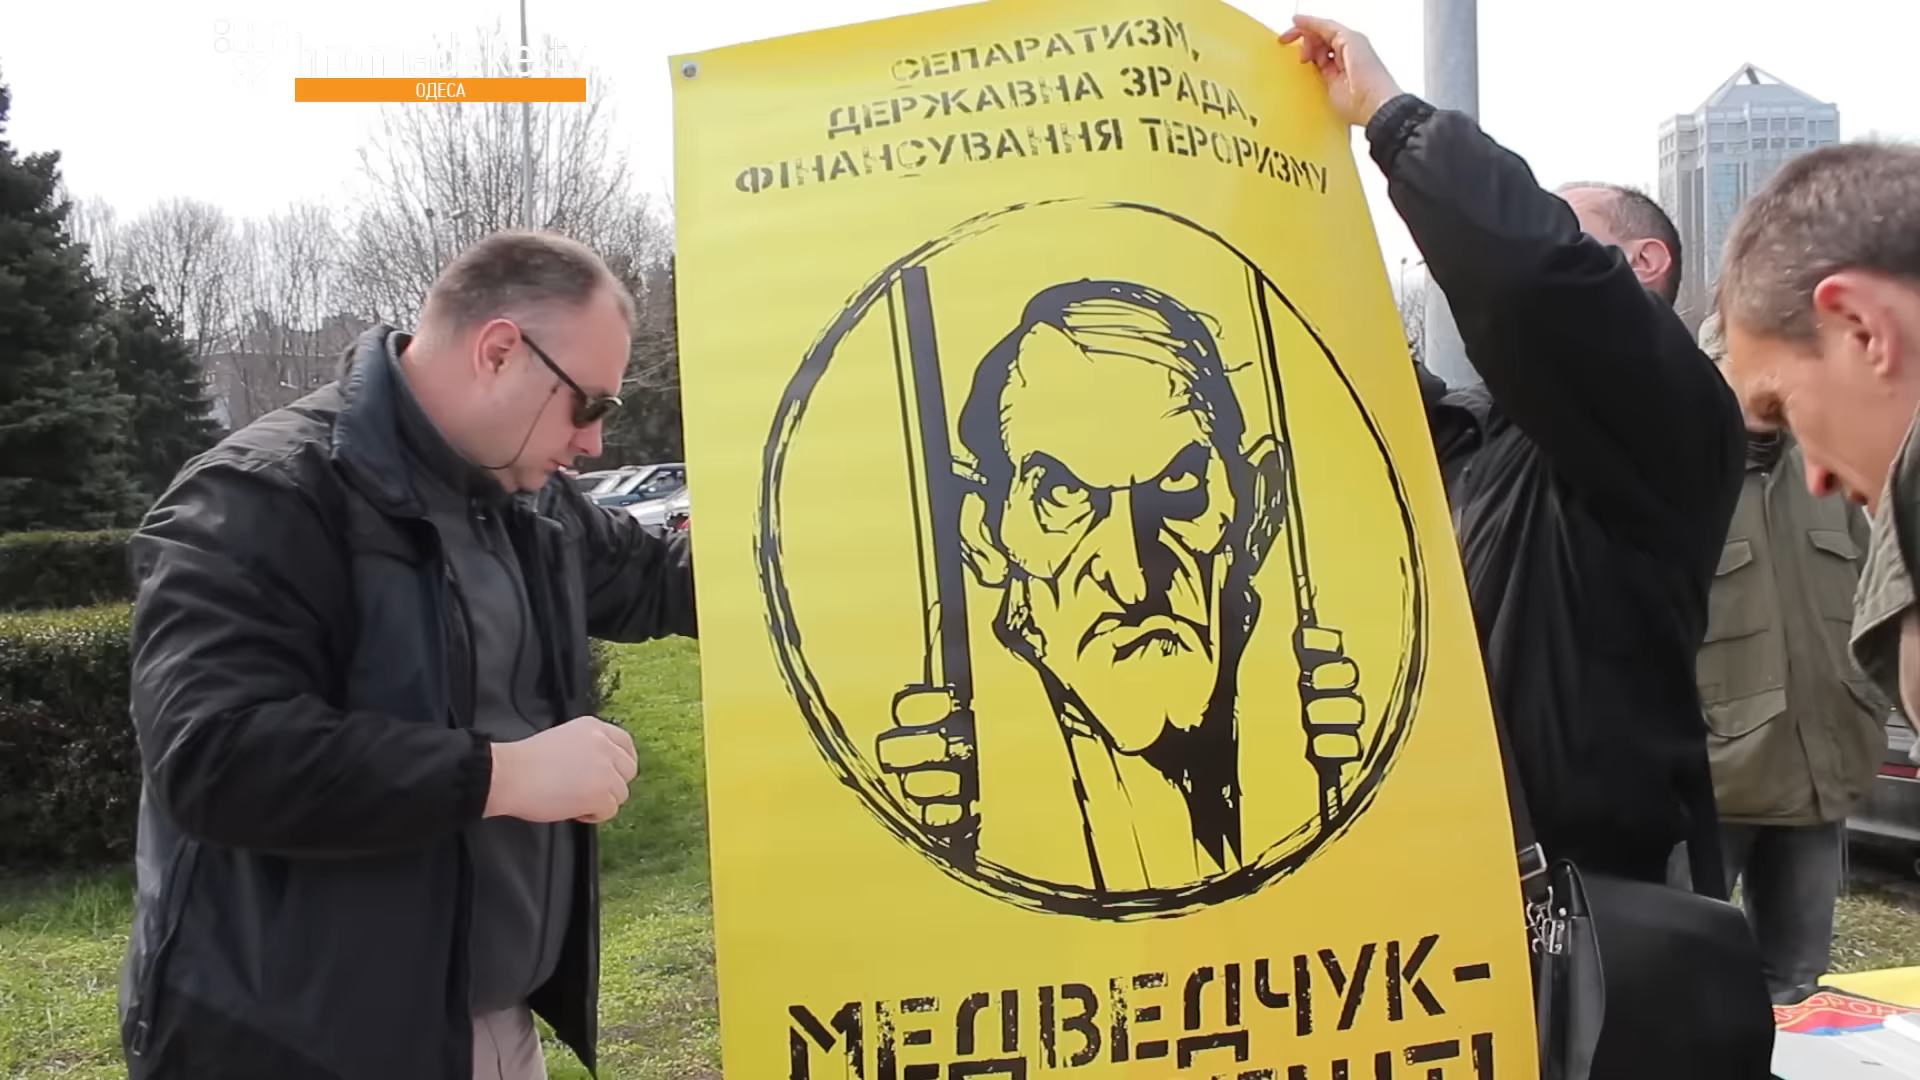 hromadske.tv
ОДЕСА
СЕПАРАТИЗМ,
ДЕРЖАВНА ЗРАДА,
ФІНАНСУВАННЯ ТЕРОРИЗМУ
МЕДВЕДЧУК-